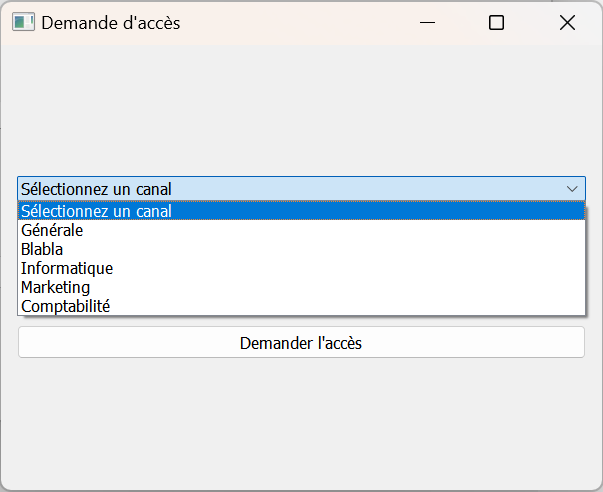 Demande d'accès
Sélectionnez un canal
Sélectionnez un canal
Générale
Blabla
Informatique
Marketing
Comptabilité
Demander l'accès